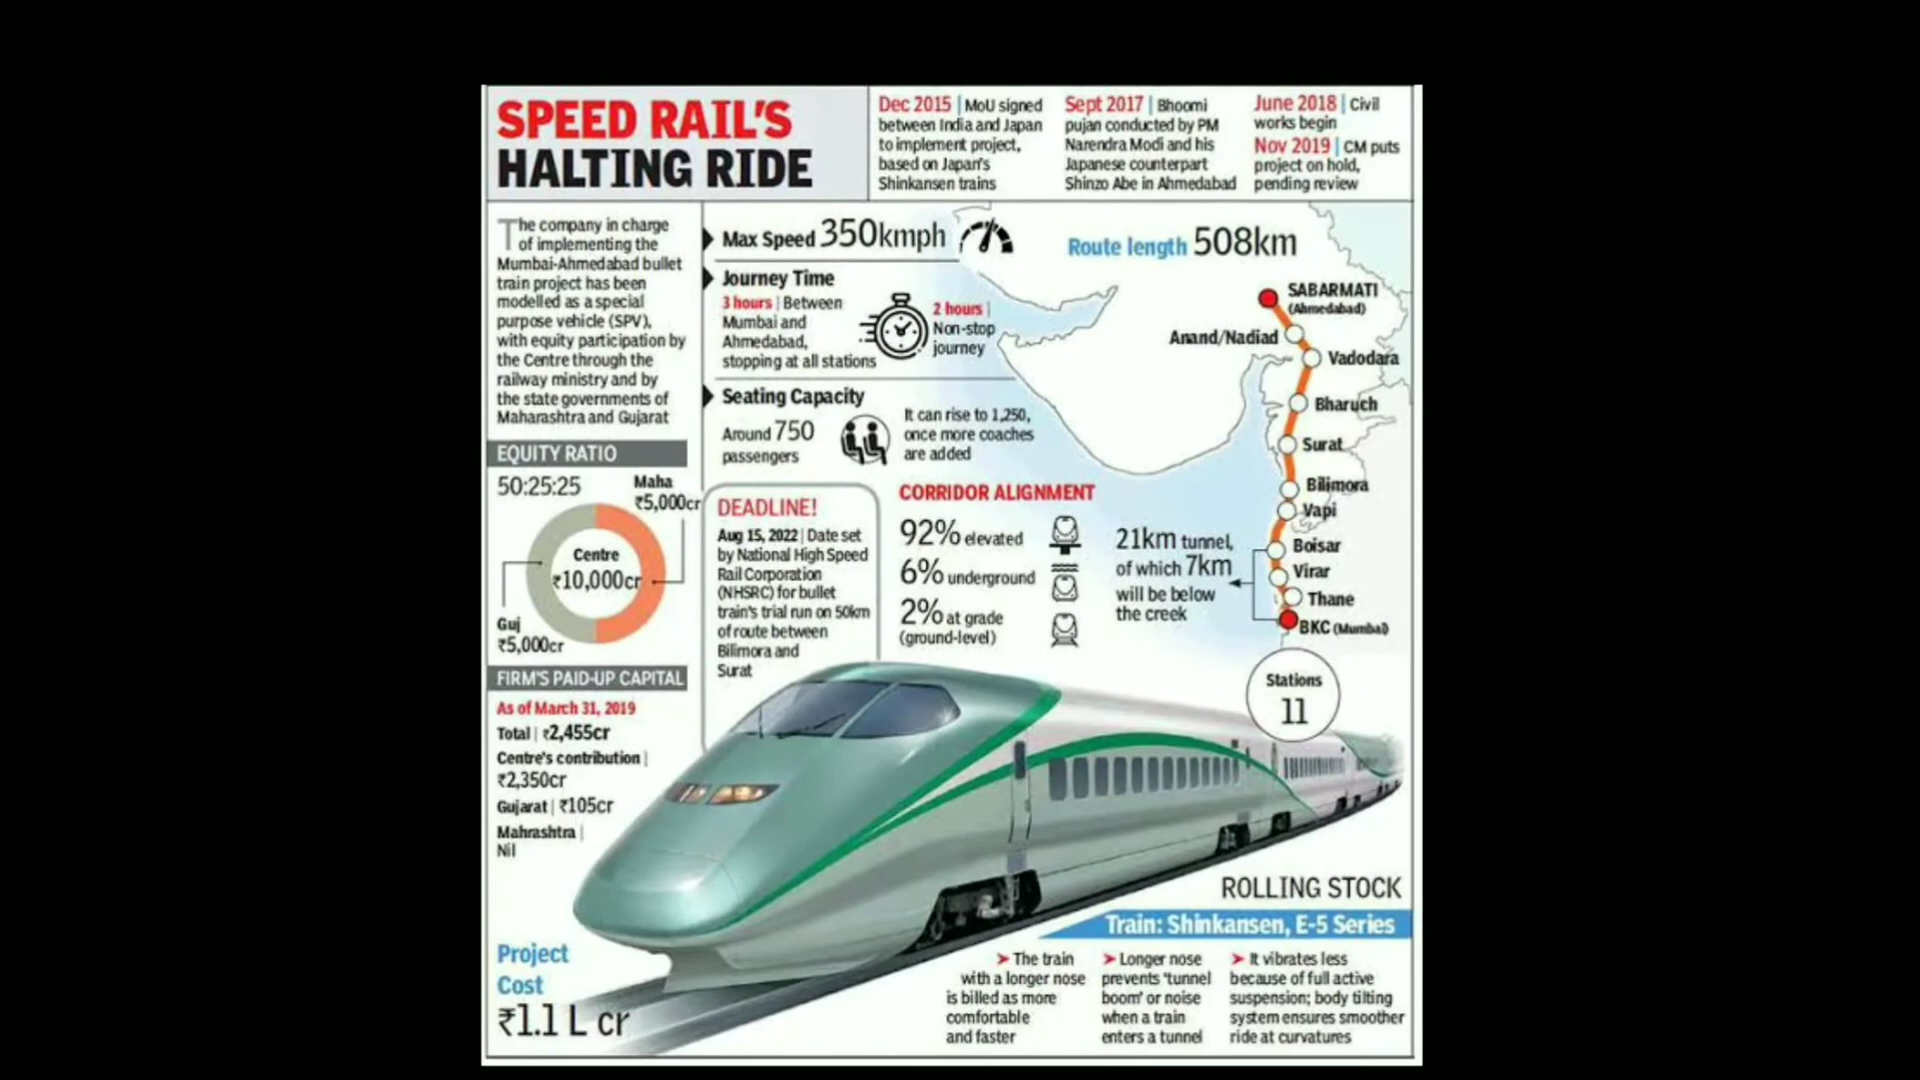 SPEED RAIL'S
HALTING RIDE
Dec 2015 | MoU signed
between India and Japan
to implement project,
based on Japan's
Shinkansen trains
Sept 2017 | Bhoomi
pujan conducted by PM
Narendra Modi and his
Japanese counterpart
Shinzo Abe in Ahmedabad
June 2018 | Civil
works begin
Nov 2019 | CM puts
project on hold,
pending review
The company in charge
of implementing the
Mumbai-Ahmedabad bullet
train project has been
modelled as a special
purpose vehicle (SPV),
with equity participation by
the Centre through the
railway ministry and by
the state governments of
Maharashtra and Gujarat
EQUITY RATIO
50:25:25
Maha
₹5,000cr
Centre
₹10,000cr
Guj
₹5,000cr
FIRM'S PAID-UP CAPITAL
As of March 31, 2019
Total | ₹2,455cr
Centre's contribution |
₹2,350cr
Gujarat | ₹105cr
Mahrashtra |
Nil
Project
Cost
₹1.1 L cr
Max Speed 350kmph
Journey Time
3 hours | Between
Mumbai and
Ahmedabad,
stopping at all stations
2 hours |
Non-stop
journey
Seating Capacity
Around 750
passengers
It can rise to 1,250,
once more coaches
are added
DEADLINE!
Aug 15, 2022 | Date set
by National High Speed
Rail Corporation
(NHSRC) for bullet
train's trial run on 50km
of route between
Bilimora and
Surat
CORRIDOR ALIGNMENT
92% elevated
6% underground
2% at grade
(ground-level)
21km tunnel,
of which 7km
will be below
the creek
Route length 508km
SABARMATI
(Ahmedabad)
Anand/Nadiad
Vadodara
Bharuch
Surat
Bilimora
Vapi
Boisar
Virar
Thane
BKC (Mumbai)
Stations
11
ROLLING STOCK
Train: Shinkansen, E-5 Series
The train
with a longer nose
is billed as more
comfortable
and faster
Longer nose
prevents 'tunnel
boom' or noise
when a train
enters a tunnel
It vibrates less
because of full active
suspension; body tilting
system ensures smoother
ride at curvatures